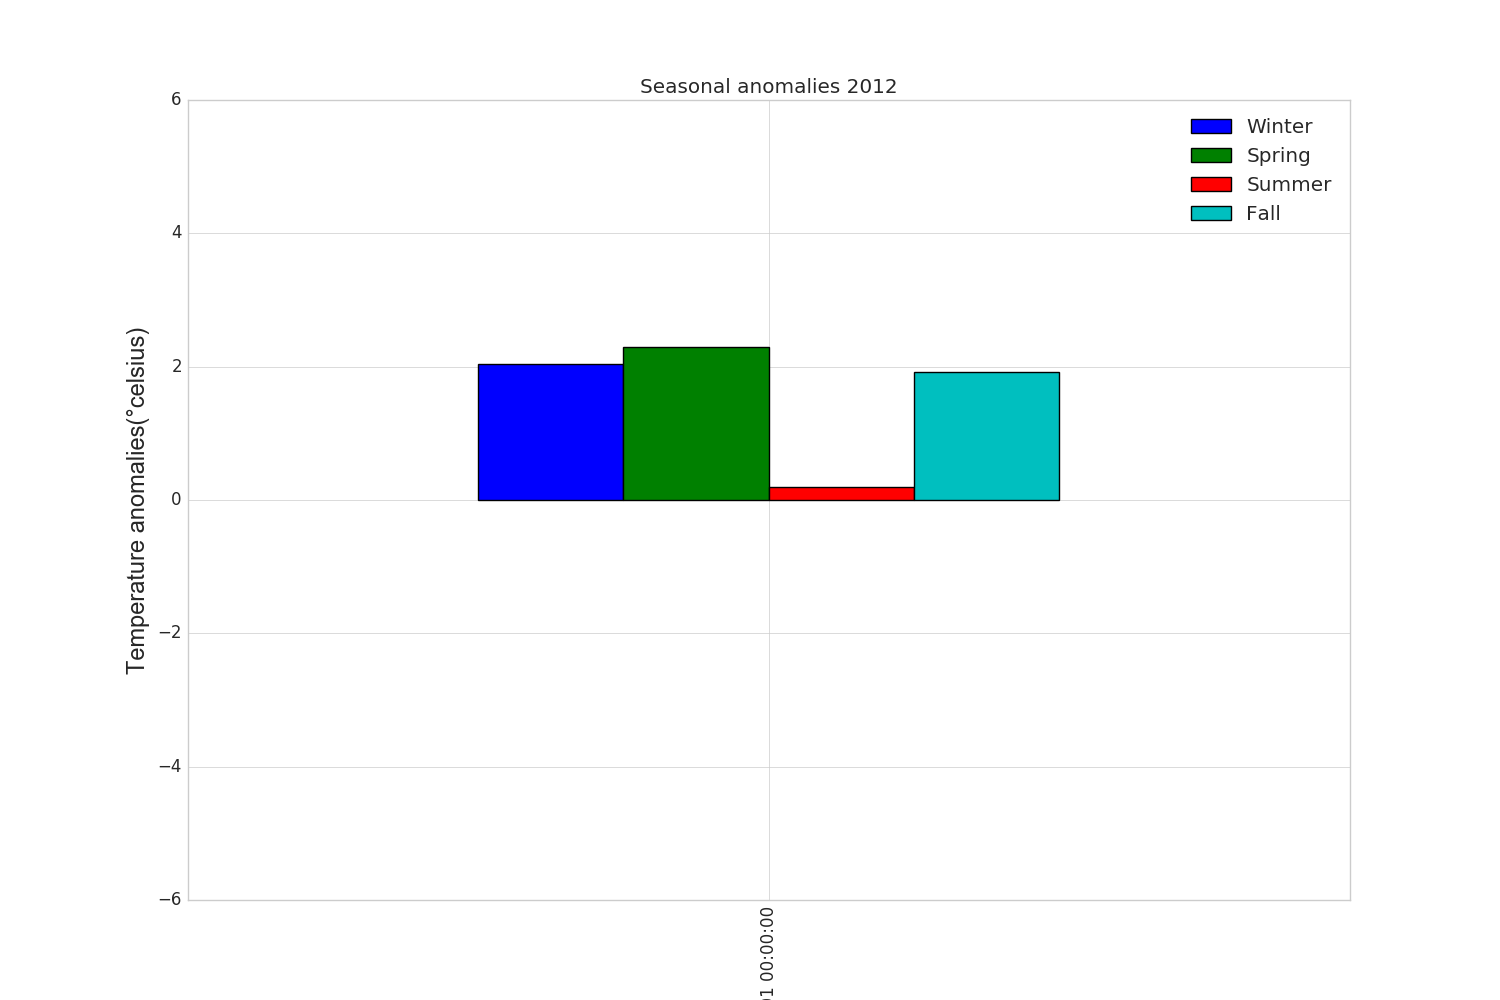 Seasonal anomalies 2012
6
4
2
0
−2
−4
−6
Temperature anomalies(°celsius)
Winter
Spring
Summer
Fall
00:00:00